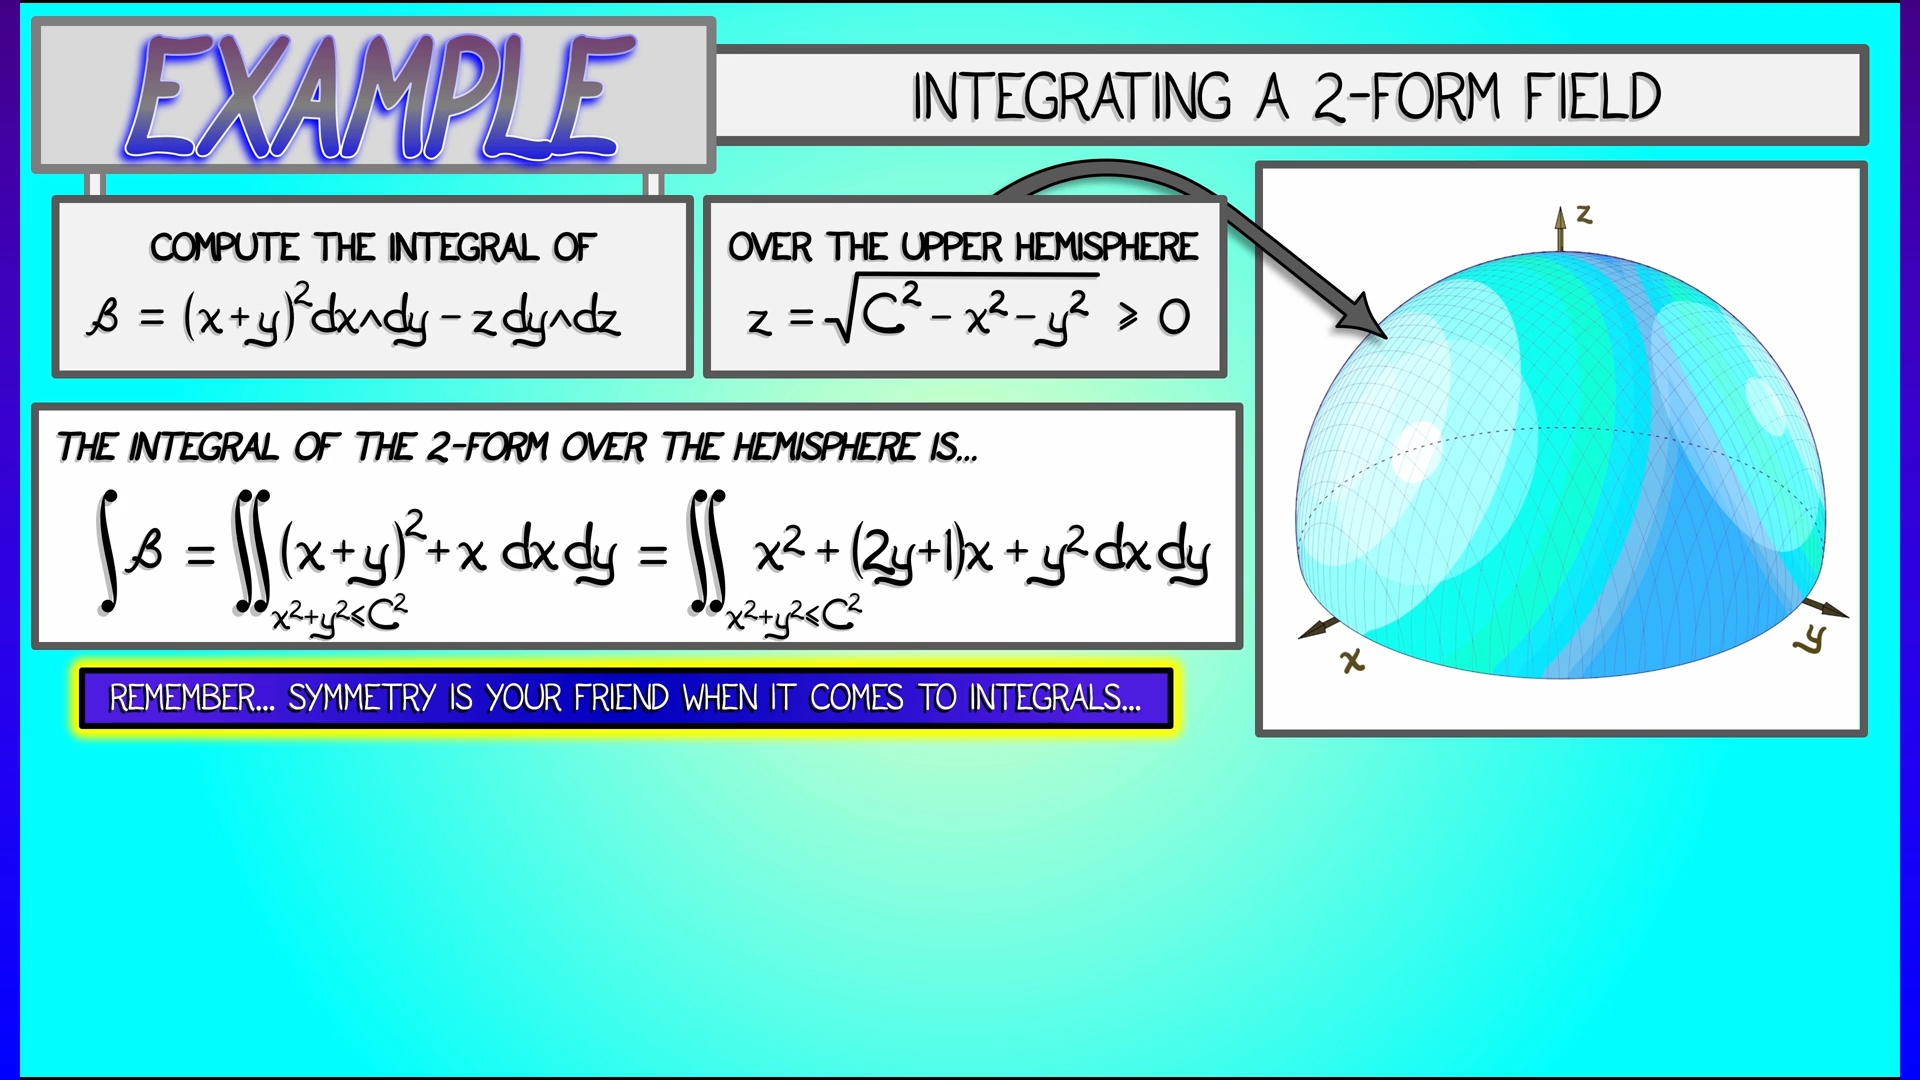 EXAMPLE
INTEGRATING A 2-FORM FIELD
COMPUTE THE INTEGRAL OF
β = (x+y)²dx∧dy − z dy∧dz
OVER THE UPPER HEMISPHERE
z = √(C² − x² − y²) ⩾ 0
THE INTEGRAL OF THE 2-FORM OVER THE HEMISPHERE IS...
∫β = ∬(x+y)²+x dx dy = ∬ x² + (2y+1)x + y² dx dy
x²+y²⩽C² x²+y²⩽C²
REMEMBER... SYMMETRY IS YOUR FRIEND WHEN IT COMES TO INTEGRALS...
z
x
y